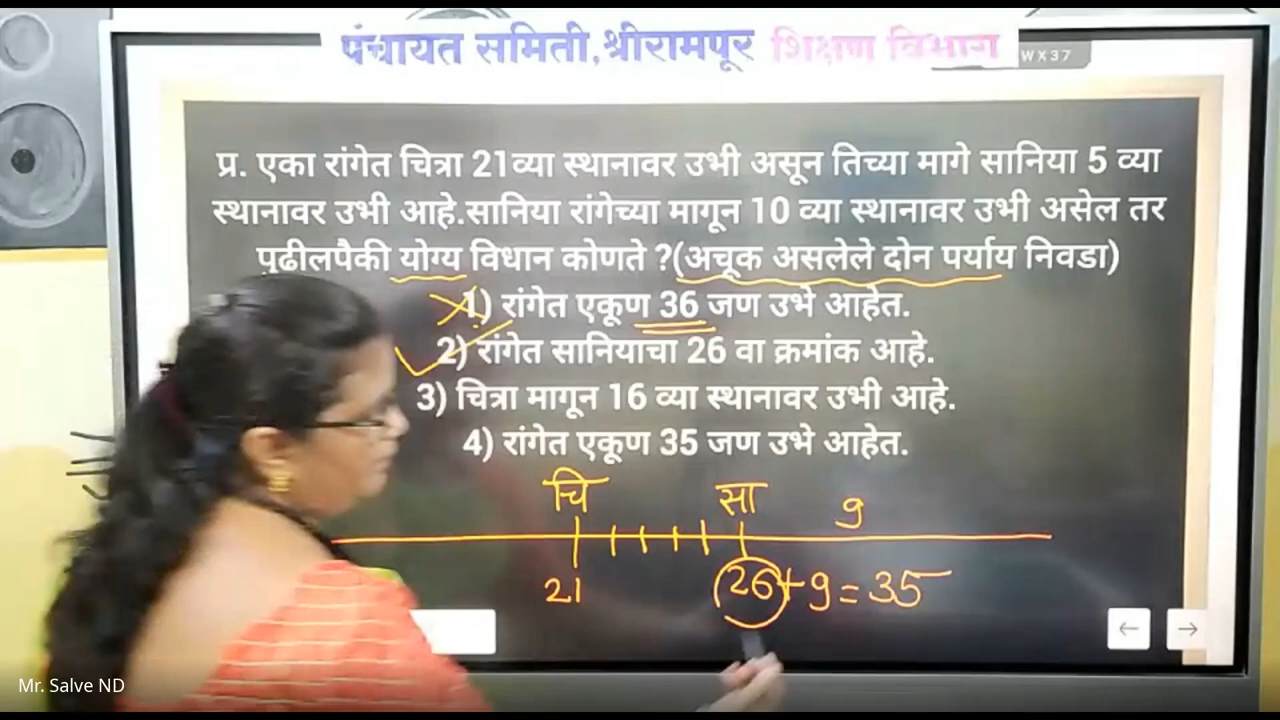 पंचायत समिती,श्रीरामपूर शिक्षण विभाग
WX37
प्र. एका रांगेत चित्रा 21व्या स्थानावर उभी असून तिच्या मागे सानिया 5 व्या
स्थानावर उभी आहे.सानिया रांगेच्या मागून 10 व्या स्थानावर उभी असेल तर
पुढीलपैकी योग्य विधान कोणते ?(अचूक असलेले दोन पर्याय निवडा)
1) रांगेत एकूण 36 जण उभे आहेत.
2) रांगेत सानियाचा 26 वा क्रमांक आहे.
3) चित्रा मागून 16 व्या स्थानावर उभी आहे.
4) रांगेत एकूण 35 जण उभे आहेत.
चि सा 9
21 26+9=35
Mr. Salve ND